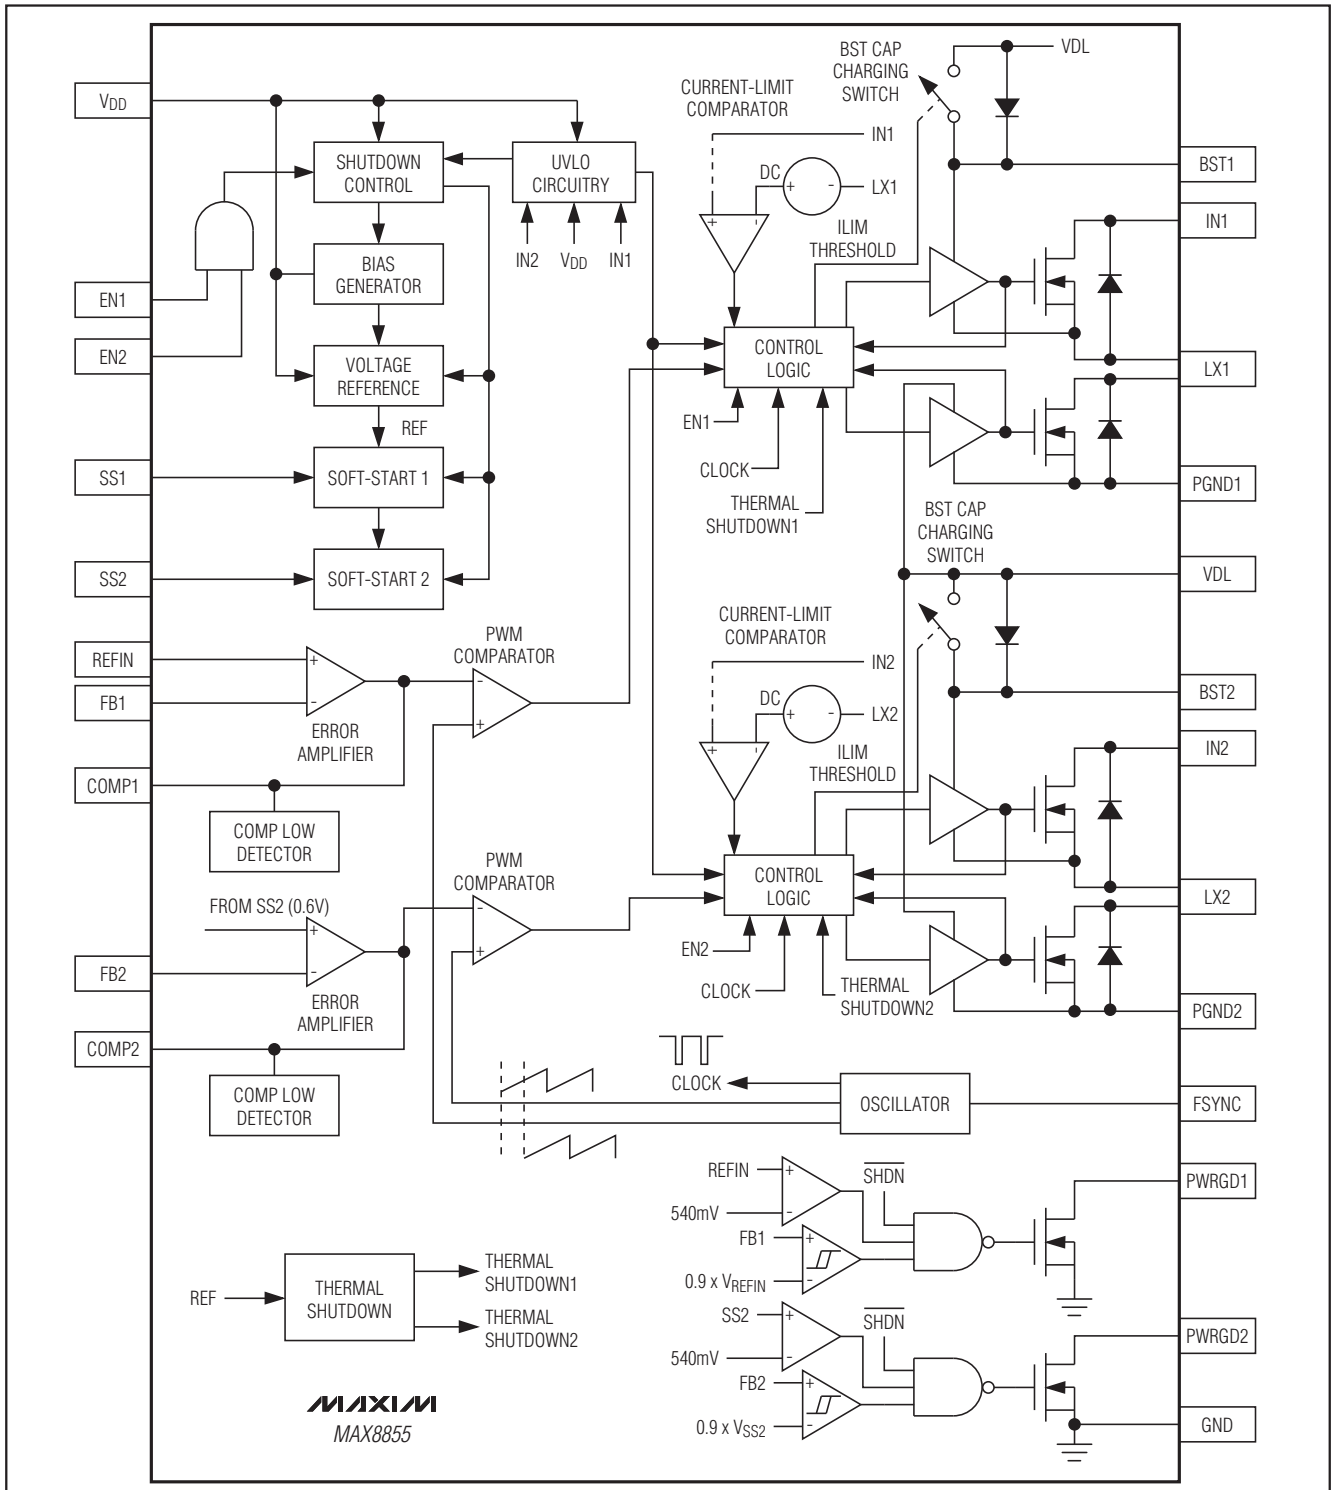 VDD
EN1
EN2
SS1
SS2
REFIN
FB1
COMP1
FB2
COMP2
SHUTDOWN
CONTROL
UVLO
CIRCUITRY
IN2
VDD
IN1
BIAS
GENERATOR
VOLTAGE
REFERENCE
REF
SOFT-START 1
SOFT-START 2
+
-
ERROR
AMPLIFIER
PWM
COMPARATOR
-
+
COMP LOW
DETECTOR
FROM SS2 (0.6V)
+
-
ERROR
AMPLIFIER
PWM
COMPARATOR
-
+
COMP LOW
DETECTOR
CURRENT-LIMIT
COMPARATOR
BST CAP
CHARGING
SWITCH
VDL
IN1
DC
+
-
LX1
+
-
ILIM
THRESHOLD
CONTROL
LOGIC
EN1
CLOCK
THERMAL
SHUTDOWN1
BST1
IN1
LX1
PGND1
BST CAP
CHARGING
SWITCH
VDL
CURRENT-LIMIT
COMPARATOR
IN2
DC
+
-
LX2
+
-
ILIM
THRESHOLD
CONTROL
LOGIC
EN2
CLOCK
THERMAL
SHUTDOWN2
BST2
IN2
LX2
PGND2
CLOCK
OSCILLATOR
FSYNC
REFIN
+
540mV
-
SHDN
FB1
+
0.9 x VREFIN
-
PWRGD1
SS2
+
540mV
-
SHDN
FB2
+
0.9 x VSS2
-
PWRGD2
GND
REF
THERMAL
SHUTDOWN
THERMAL
SHUTDOWN1
THERMAL
SHUTDOWN2
MAXIM
MAX8855